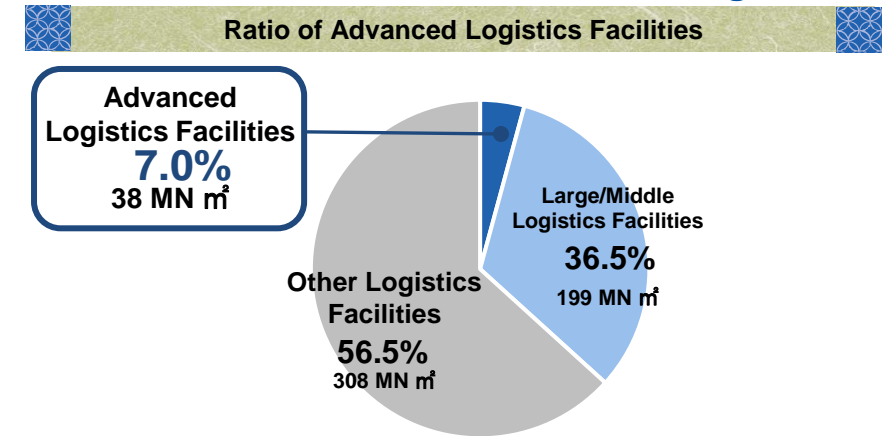 Ratio of Advanced Logistics Facilities
Advanced
Logistics Facilities
7.0%
38 MN ㎡
Large/Middle
Logistics Facilities
36.5%
199 MN ㎡
Other Logistics
Facilities
56.5%
308 MN ㎡